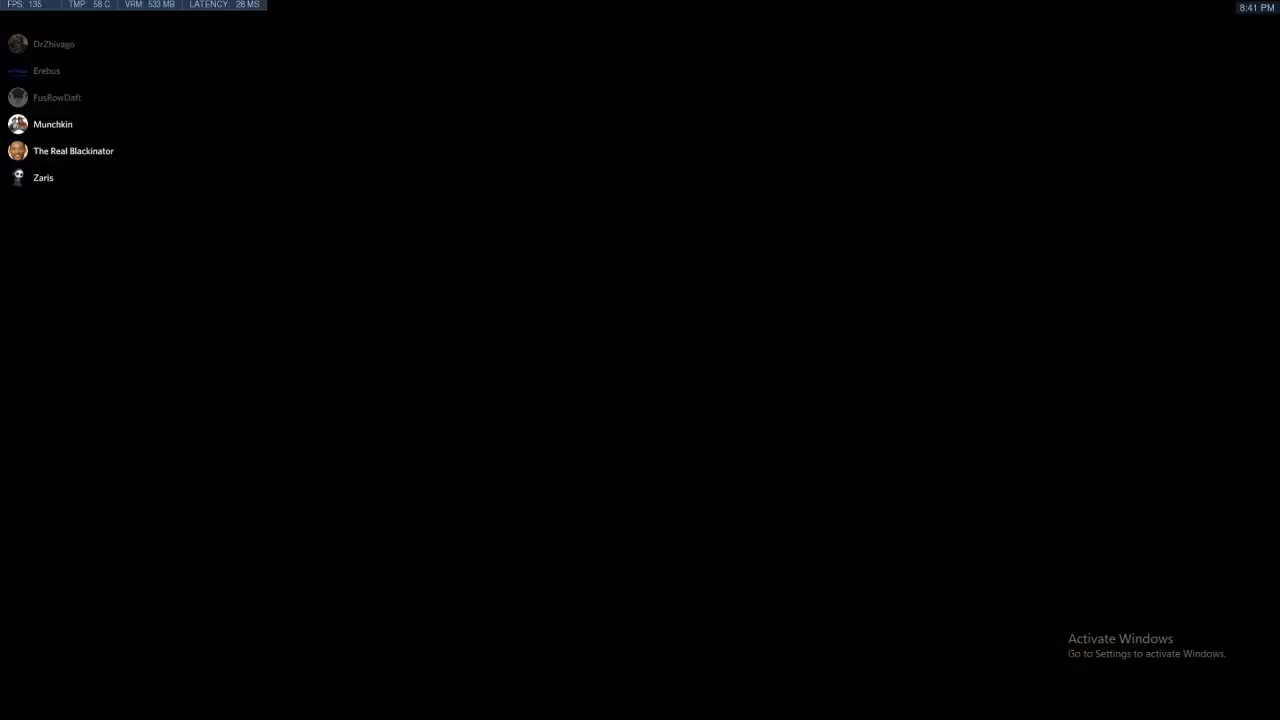 FPS: 135 TMP: 58 C VRM: 533 MB LATENCY: 28 MS
8:41 PM
DrZhivago
Erebus
FusRowDaft
Munchkin
The Real Blackinator
Zaris
Activate Windows
Go to Settings to activate Windows.